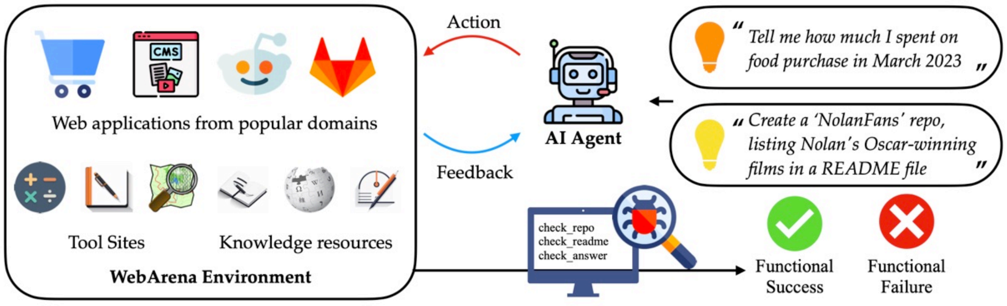 CMS
Web applications from popular domains
Tool Sites
Knowledge resources
WebArena Environment
Action
Feedback
AI Agent
“ Tell me how much I spent on
food purchase in March 2023 ”
“ Create a ‘NolanFans’ repo,
listing Nolan's Oscar-winning
films in a README file ”
check_repo
check_readme
check_answer
Functional
Success
Functional
Failure